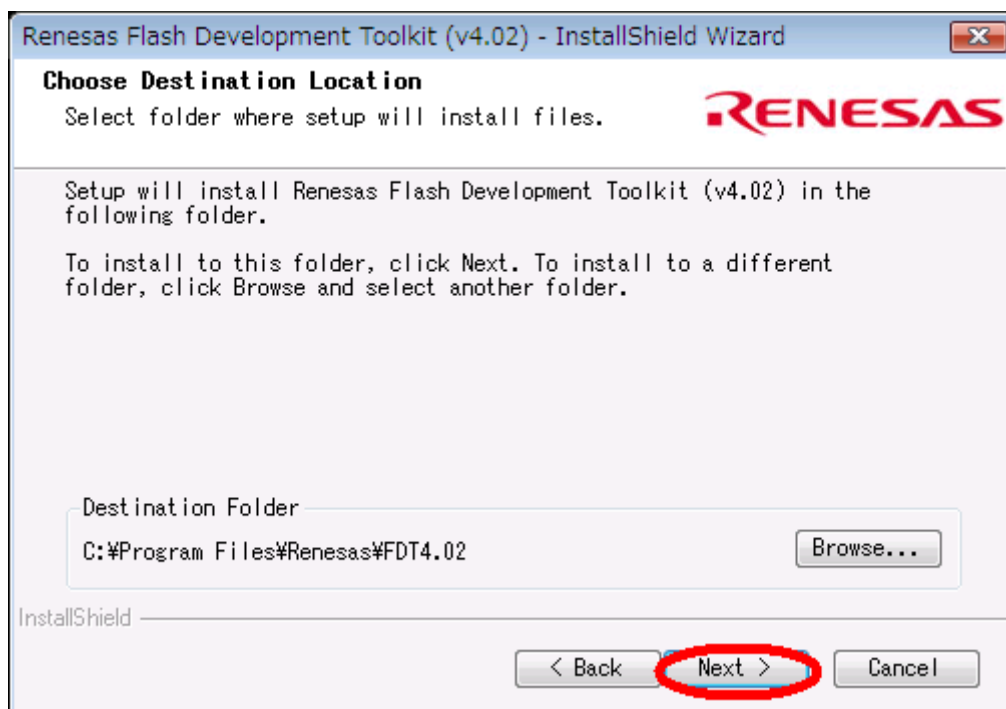 Renesas Flash Development Toolkit (v4.02) - InstallShield Wizard
Choose Destination Location
Select folder where setup will install files.
RENESAS
Setup will install Renesas Flash Development Toolkit (v4.02) in the
following folder.
To install to this folder, click Next. To install to a different
folder, click Browse and select another folder.
Destination Folder
C:¥Program Files¥Renesas¥FDT4.02
Browse...
InstallShield
< Back
Next >
Cancel